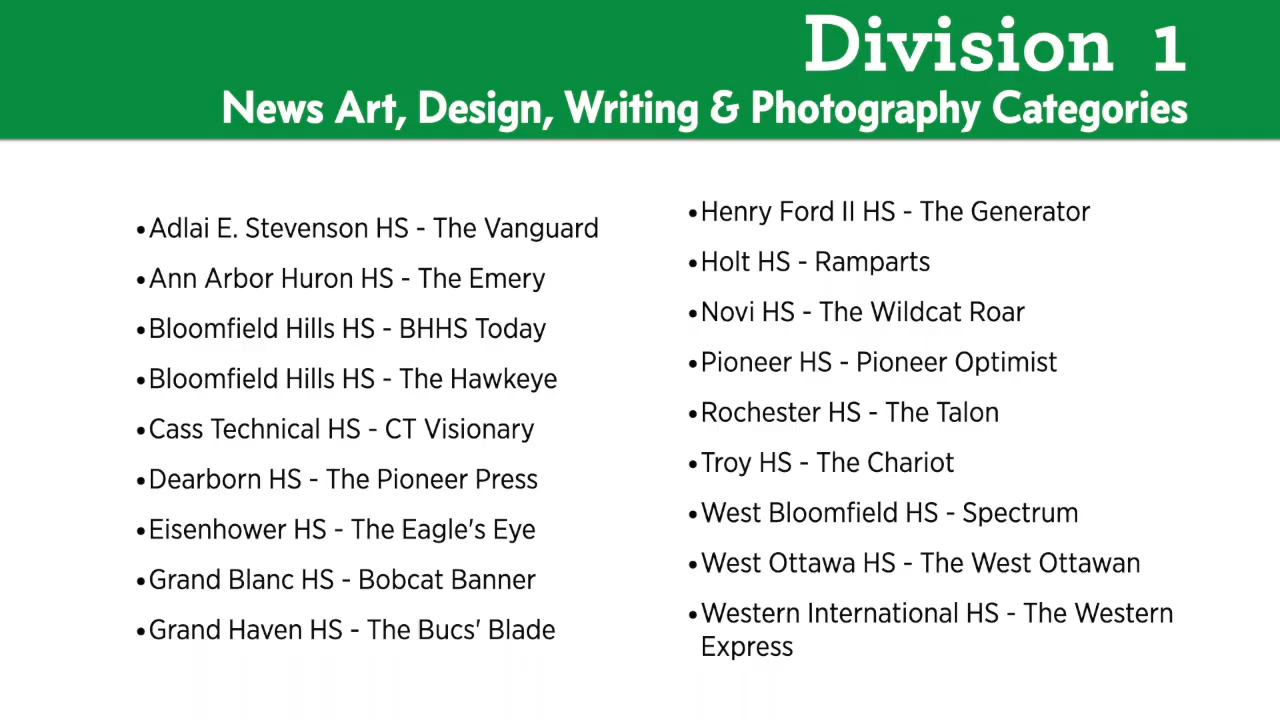 Division 1
News Art, Design, Writing & Photography Categories
•Adlai E. Stevenson HS - The Vanguard
•Ann Arbor Huron HS - The Emery
•Bloomfield Hills HS - BHHS Today
•Bloomfield Hills HS - The Hawkeye
•Cass Technical HS - CT Visionary
•Dearborn HS - The Pioneer Press
•Eisenhower HS - The Eagle's Eye
•Grand Blanc HS - Bobcat Banner
•Grand Haven HS - The Bucs' Blade
•Henry Ford II HS - The Generator
•Holt HS - Ramparts
•Novi HS - The Wildcat Roar
•Pioneer HS - Pioneer Optimist
•Rochester HS - The Talon
•Troy HS - The Chariot
•West Bloomfield HS - Spectrum
•West Ottawa HS - The West Ottawan
•Western International HS - The Western
Express